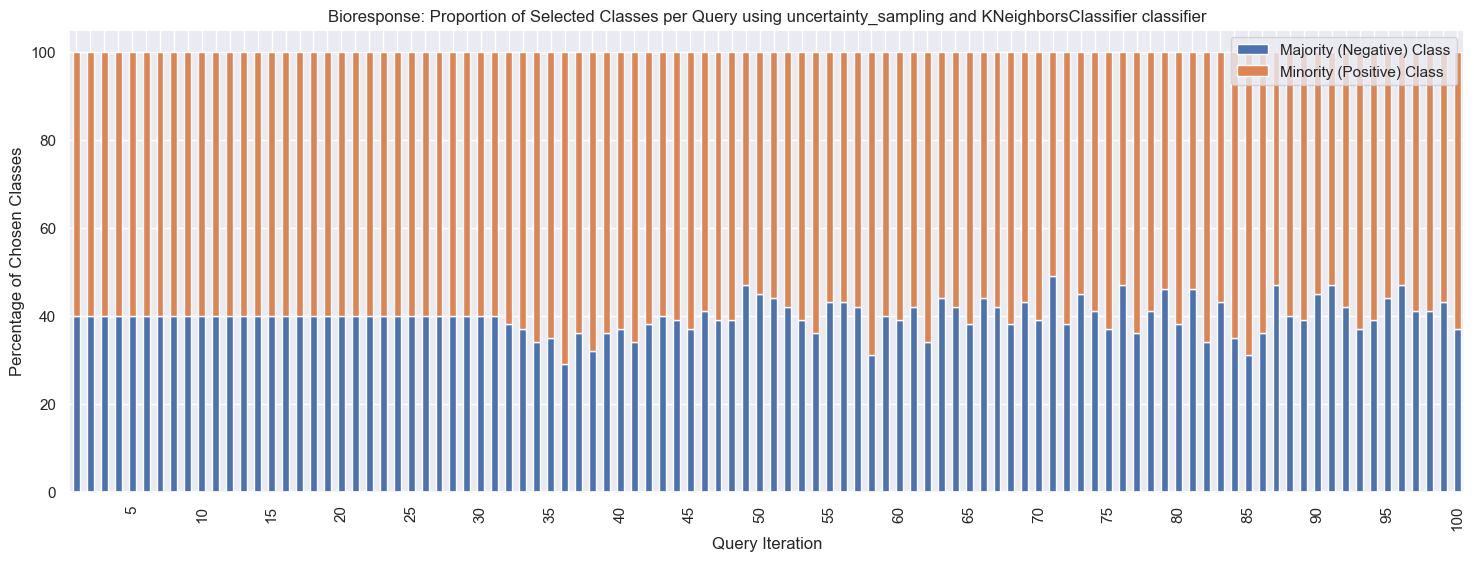 Bioresponse: Proportion of Selected Classes per Query using uncertainty_sampling and KNeighborsClassifier classifier
Majority (Negative) Class
Minority (Positive) Class
Percentage of Chosen Classes
100
80
60
40
20
0
5 10 15 20 25 30 35 40 45 50 55 60 65 70 75 80 85 90 95 100
Query Iteration